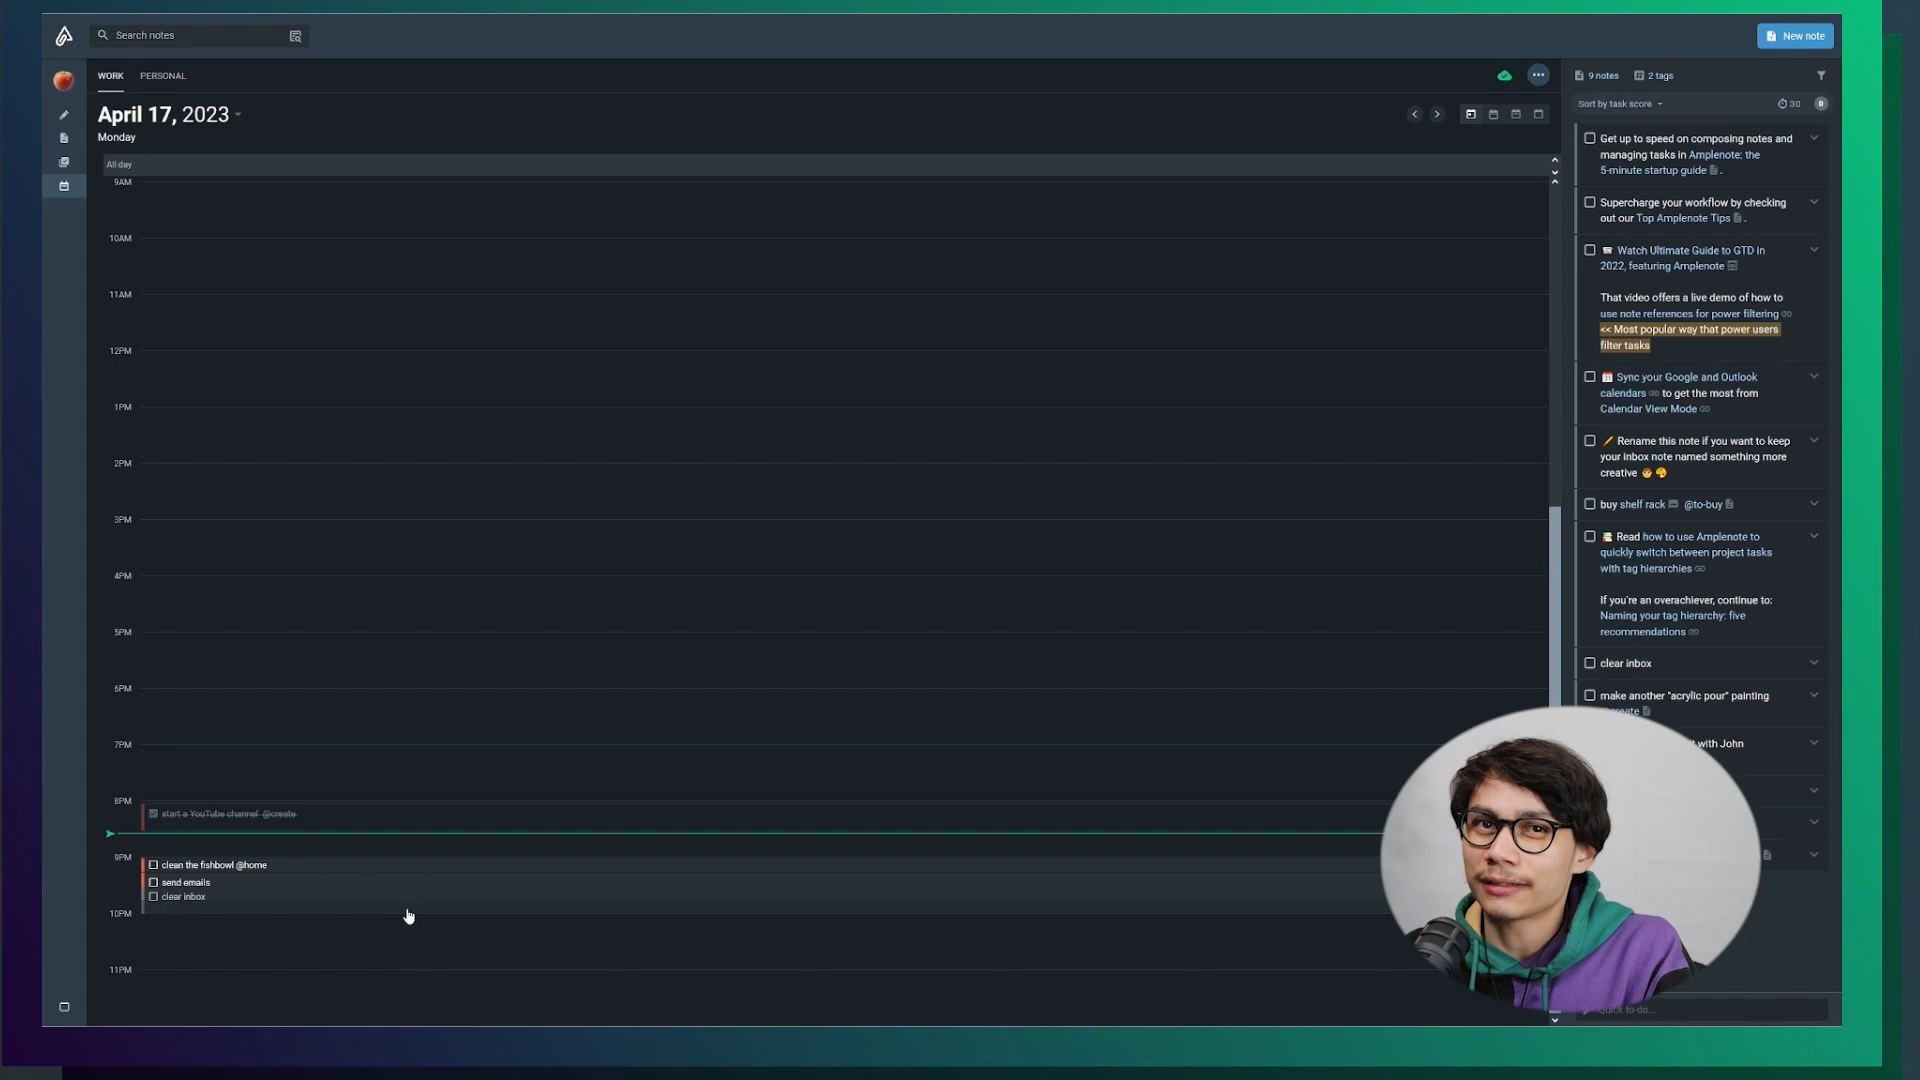 Search notes
New note
WORK PERSONAL
9 notes 2 tags
April 17, 2023
Monday
Sort by task score 30 0
All day
9AM
10AM
11AM
12PM
1PM
2PM
3PM
4PM
5PM
6PM
7PM
8PM
start a YouTube channel @create
9PM
clean the fishbowl @home
send emails
clear inbox
10PM
11PM
Get up to speed on composing notes and
managing tasks in Amplenote: the
5-minute startup guide .
Supercharge your workflow by checking
out our Top Amplenote Tips .
Watch Ultimate Guide to GTD in
2022, featuring Amplenote
That video offers a live demo of how to
use note references for power filtering
<< Most popular way that power users
filter tasks
Sync your Google and Outlook
calendars to get the most from
Calendar View Mode
Rename this note if you want to keep
your inbox note named something more
creative
buy shelf rack @to-buy
Read how to use Amplenote to
quickly switch between project tasks
with tag hierarchies
If you're an overachiever, continue to:
Naming your tag hierarchy: five
recommendations
clear inbox
make another "acrylic pour" painting
with John
Quick to-do...